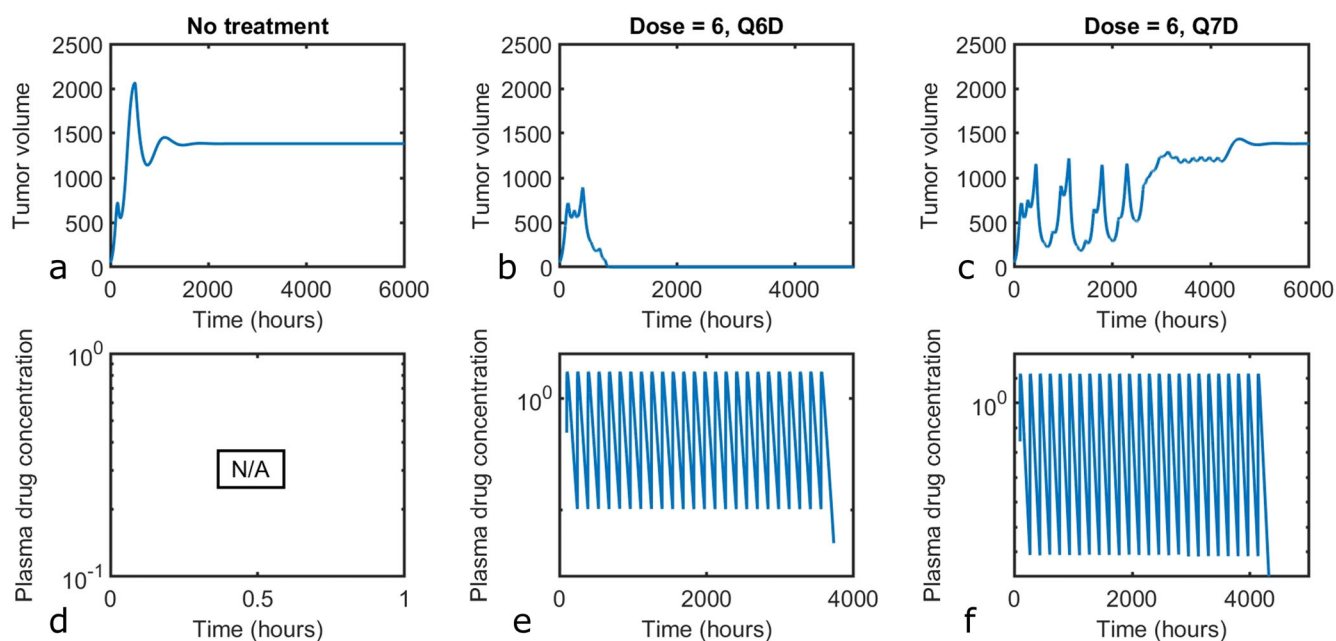 No treatment
Dose = 6, Q6D
Dose = 6, Q7D
Tumor volume
2500
2000
1500
1000
500
0
0
2000
4000
6000
Time (hours)
a
Tumor volume
2500
2000
1500
1000
500
0
0
2000
4000
Time (hours)
b
Tumor volume
2500
2000
1500
1000
500
0
0
2000
4000
6000
Time (hours)
c
Plasma drug concentration
10^0
10^-1
N/A
0
0.5
1
Time (hours)
d
Plasma drug concentration
10^0
0
2000
4000
Time (hours)
e
Plasma drug concentration
10^0
0
2000
4000
Time (hours)
f